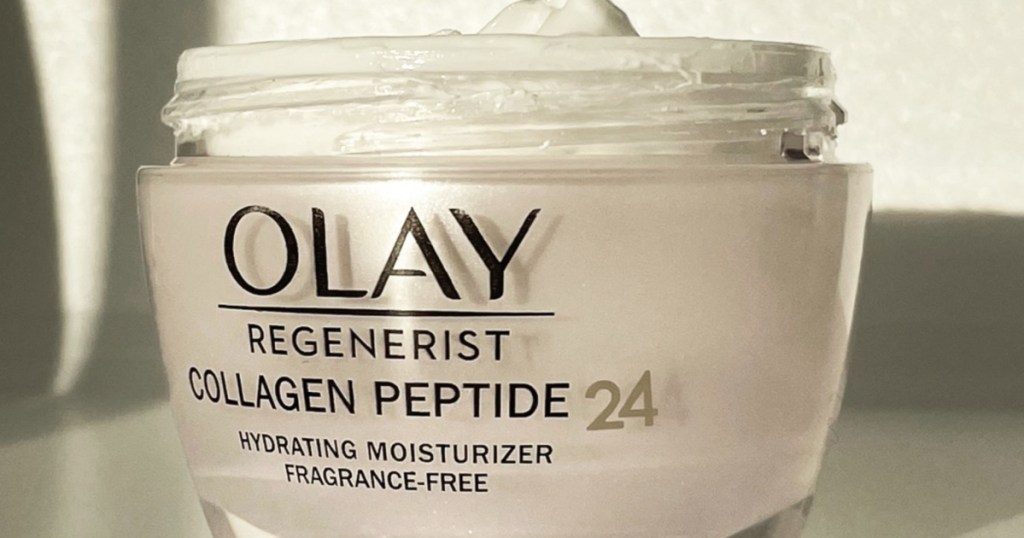 OLAY
REGENERIST
COLLAGEN PEPTIDE 24
HYDRATING MOISTURIZER
FRAGRANCE-FREE